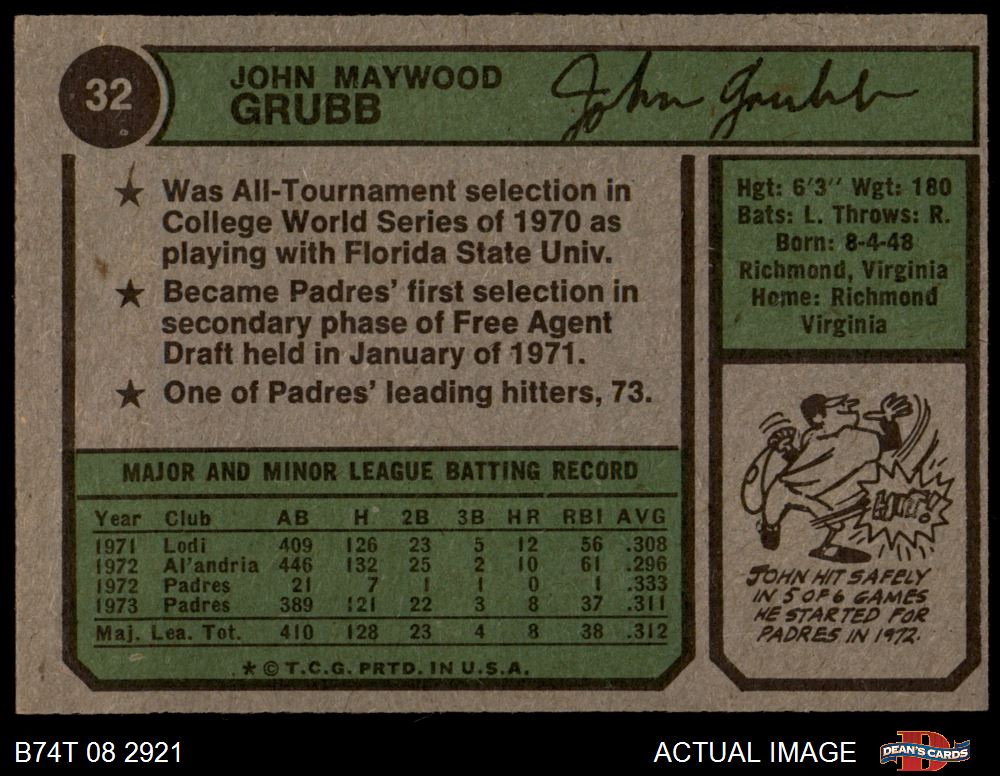 32
JOHN MAYWOOD
GRUBB
John Grubb
★ Was All-Tournament selection in
College World Series of 1970 as
playing with Florida State Univ.
★ Became Padres' first selection in
secondary phase of Free Agent
Draft held in January of 1971.
★ One of Padres' leading hitters, 73.
MAJOR AND MINOR LEAGUE BATTING RECORD
Year Club AB H 2B 3B HR RBI AVG
1971 Lodi 409 126 23 5 12 56 .308
1972 Al'andria 446 132 25 2 10 61 .296
1972 Padres 21 7 1 1 0 1 .333
1973 Padres 389 121 22 3 8 37 .311
Maj. Lea. Tot. 410 128 23 4 8 38 .312
* © T.C.G. PRTD. IN U.S.A.
Hgt: 6'3" Wgt: 180
Bats: L. Throws: R.
Born: 8-4-48
Richmond, Virginia
Home: Richmond
Virginia
HIT!
JOHN HIT SAFELY
IN 5 OF 6 GAMES
HE STARTED FOR
PADRES IN 1972.
B74T 08 2921
ACTUAL IMAGE
D
DEAN'S CARDS